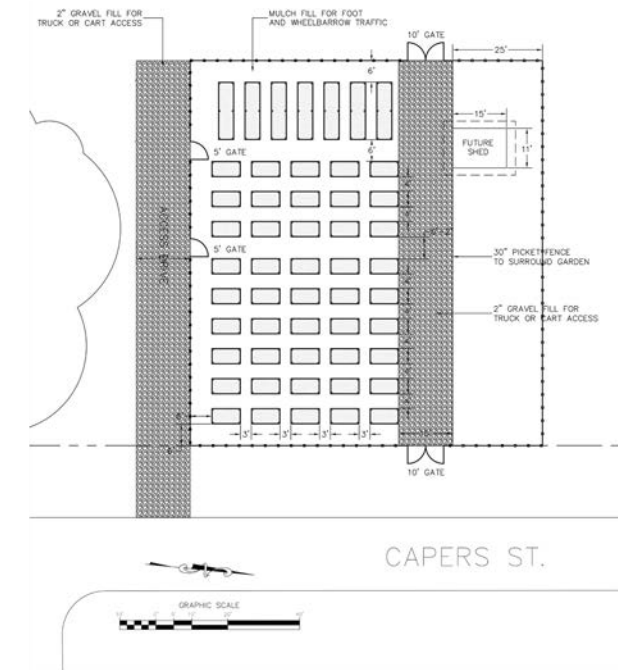 2" GRAVEL FILL FOR
TRUCK OR CART ACCESS
MULCH FILL FOR FOOT
AND WHEELBARROW TRAFFIC
10' GATE
25'
6'
15'
FUTURE
SHED
11'
5' GATE
6'
ACCESS DRIVE
5' GATE
30" PICKET FENCE
TO SURROUND GARDEN
2" GRAVEL FILL FOR
TRUCK OR CART ACCESS
3'
3'
3'
3'
10' GATE
CAPERS ST.
GRAPHIC SCALE